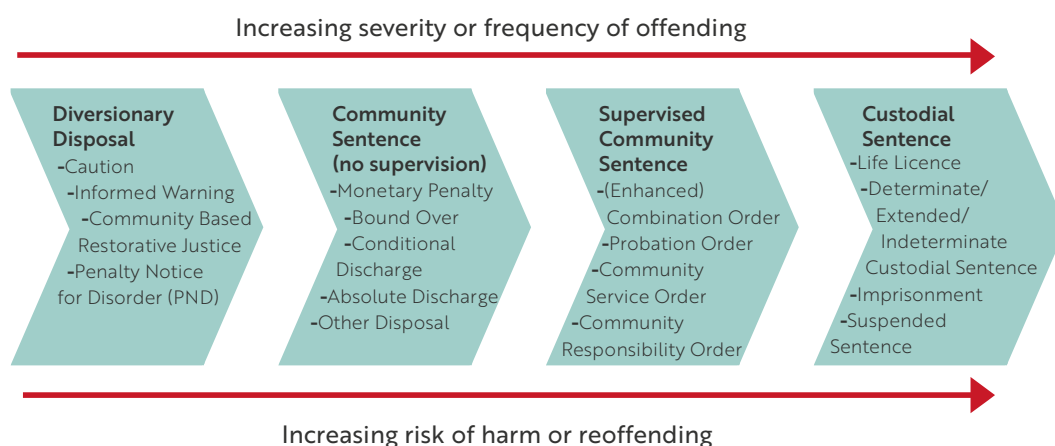 Increasing severity or frequency of offending
Diversionary
Disposal
-Caution
-Informed Warning
-Community Based
Restorative Justice
-Penalty Notice
for Disorder (PND)
Community
Sentence
(no supervision)
-Monetary Penalty
-Bound Over
-Conditional
Discharge
-Absolute Discharge
-Other Disposal
Supervised
Community
Sentence
-(Enhanced)
Combination Order
-Probation Order
-Community
Service Order
-Community
Responsibility Order
Custodial
Sentence
-Life Licence
-Determinate/
Extended/
Indeterminate
Custodial Sentence
-Imprisonment
-Suspended
Sentence
Increasing risk of harm or reoffending